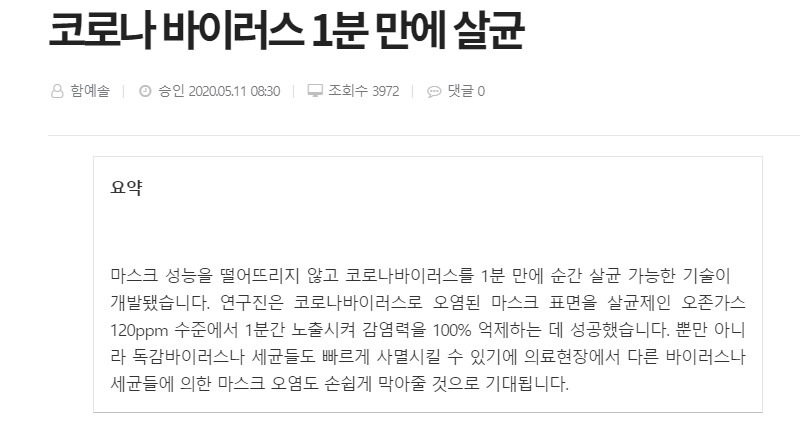 코로나 바이러스 1분 만에 살균
함예솔 | 승인 2020.05.11 08:30 | 조회수 3972 | 댓글 0
요약
마스크 성능을 떨어뜨리지 않고 코로나바이러스를 1분 만에 순간 살균 가능한 기술이
개발됐습니다. 연구진은 코로나바이러스로 오염된 마스크 표면을 살균제인 오존가스
120ppm 수준에서 1분간 노출시켜 감염력을 100% 억제하는 데 성공했습니다. 뿐만 아니
라 독감바이러스나 세균들도 빠르게 사멸시킬 수 있기에 의료현장에서 다른 바이러스나
세균들에 의한 마스크 오염도 손쉽게 막아줄 것으로 기대됩니다.